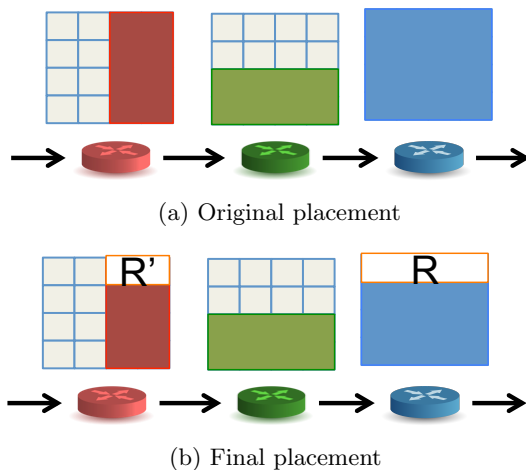 (a) Original placement
R’ R
(b) Final placement